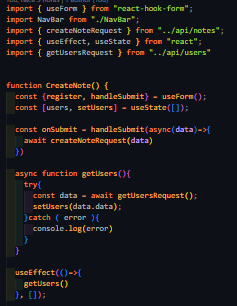 import { useForm } from "react-hook-form";
import NavBar from "./NavBar";
import { createNoteRequest } from "../api/notes";
import { useEffect, useState } from "react";
import { getUsersRequest } from "../api/users"
function CreateNote() {
const {register, handleSubmit} = useForm();
const [users, setUsers] = useState([]);
const onSubmit = handleSubmit(async(data)=>{
await createNoteRequest(data)
})
async function getUsers(){
try{
const data = await getUsersRequest();
setUsers(data.data);
}catch ( error ){
console.log(error)
}
}
useEffect(()=>{
getUsers()
}, []);